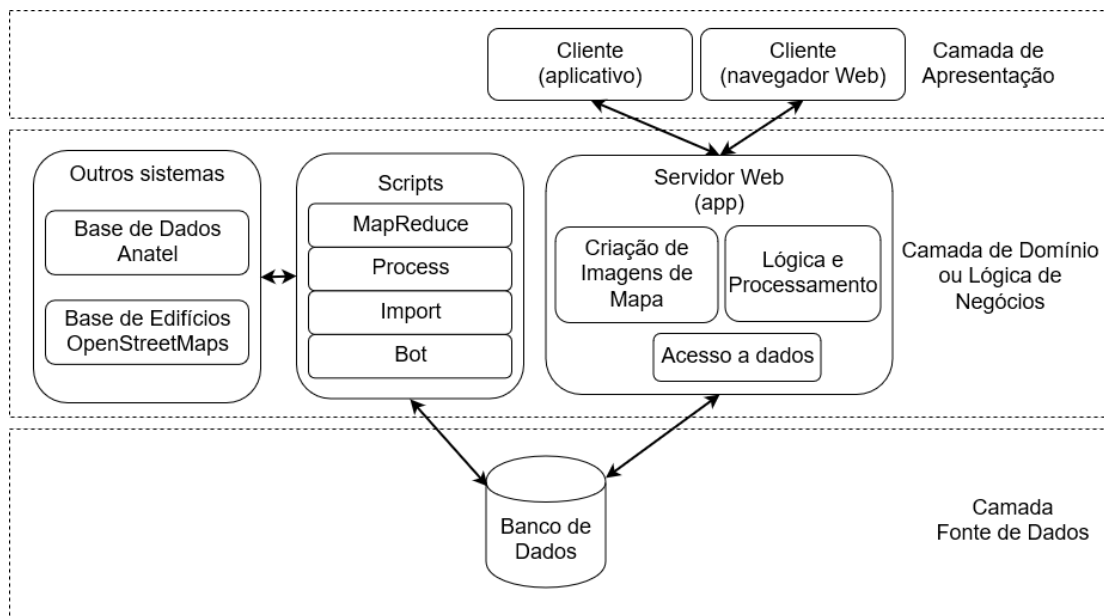 Cliente
(aplicativo)
Cliente
(navegador Web)
Camada de
Apresentação
Outros sistemas
Base de Dados
Anatel
Base de Edifícios
OpenStreetMaps
Scripts
MapReduce
Process
Import
Bot
Servidor Web
(app)
Criação de
Imagens de
Mapa
Lógica e
Processamento
Acesso a dados
Camada de Domínio
ou Lógica de
Negócios
Banco de
Dados
Camada
Fonte de Dados